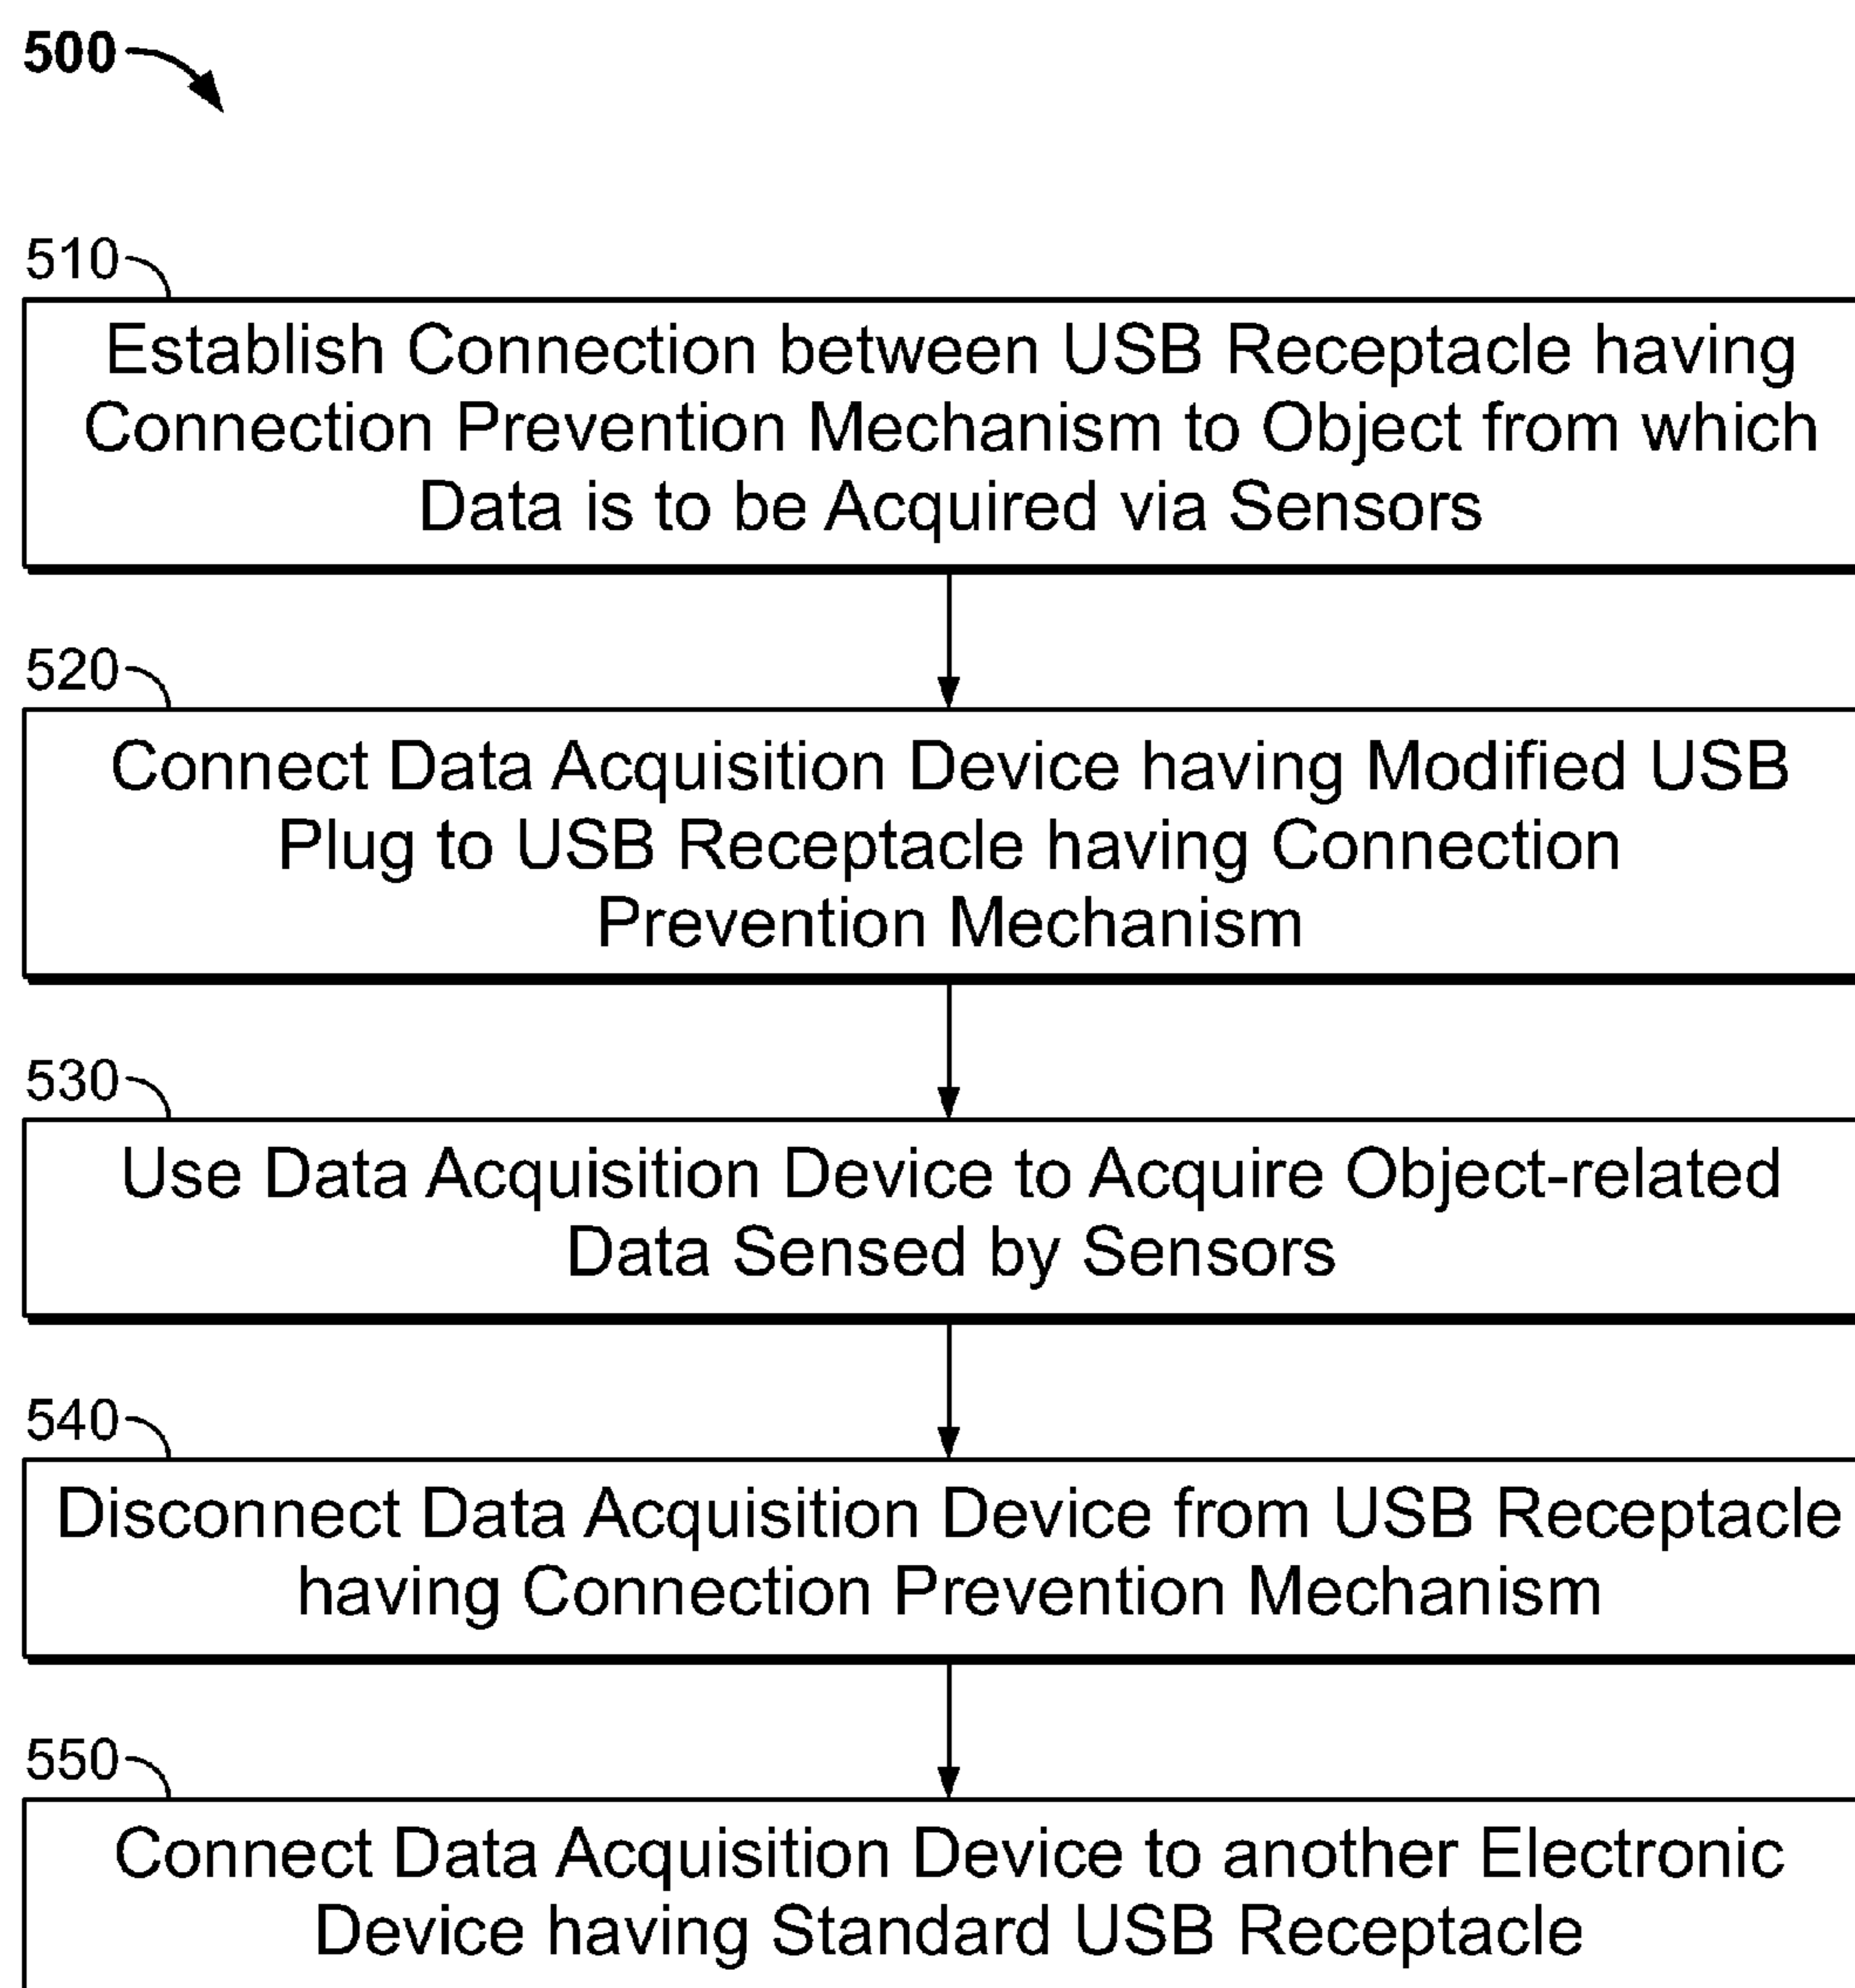 500
510
Establish Connection between USB Receptacle having
Connection Prevention Mechanism to Object from which
Data is to be Acquired via Sensors
520
Connect Data Acquisition Device having Modified USB
Plug to USB Receptacle having Connection
Prevention Mechanism
530
Use Data Acquisition Device to Acquire Object-related
Data Sensed by Sensors
540
Disconnect Data Acquisition Device from USB Receptacle
having Connection Prevention Mechanism
550
Connect Data Acquisition Device to another Electronic
Device having Standard USB Receptacle